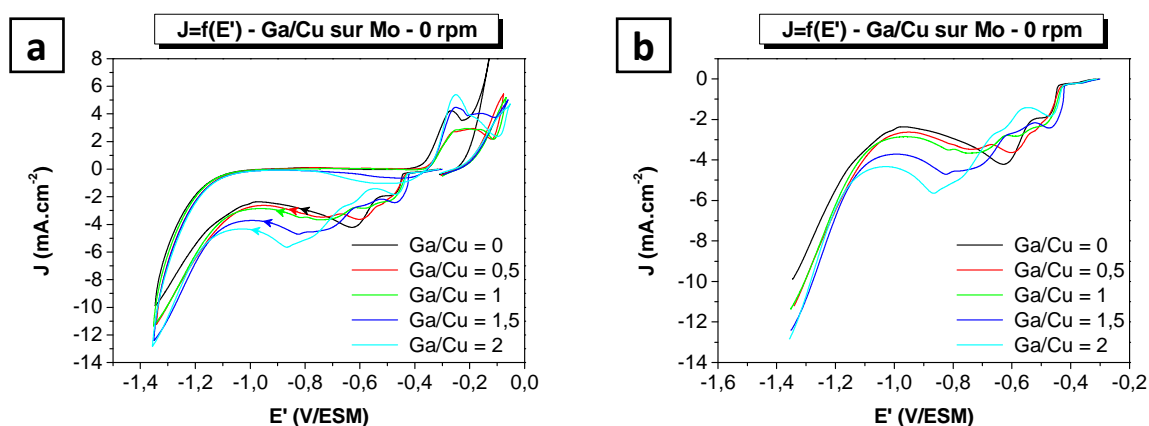 a
J=f(E') - Ga/Cu sur Mo - 0 rpm
8
6
4
2
0
-2
-4
-6
-8
-10
-12
-14
J (mA.cm-2)
Ga/Cu = 0
Ga/Cu = 0,5
Ga/Cu = 1
Ga/Cu = 1,5
Ga/Cu = 2
-1,4 -1,2 -1,0 -0,8 -0,6 -0,4 -0,2 0,0
E' (V/ESM)
b
J=f(E') - Ga/Cu sur Mo - 0 rpm
0
-2
-4
-6
-8
-10
-12
-14
J (mA.cm-2)
Ga/Cu = 0
Ga/Cu = 0,5
Ga/Cu = 1
Ga/Cu = 1,5
Ga/Cu = 2
-1,6 -1,4 -1,2 -1,0 -0,8 -0,6 -0,4 -0,2
E' (V/ESM)